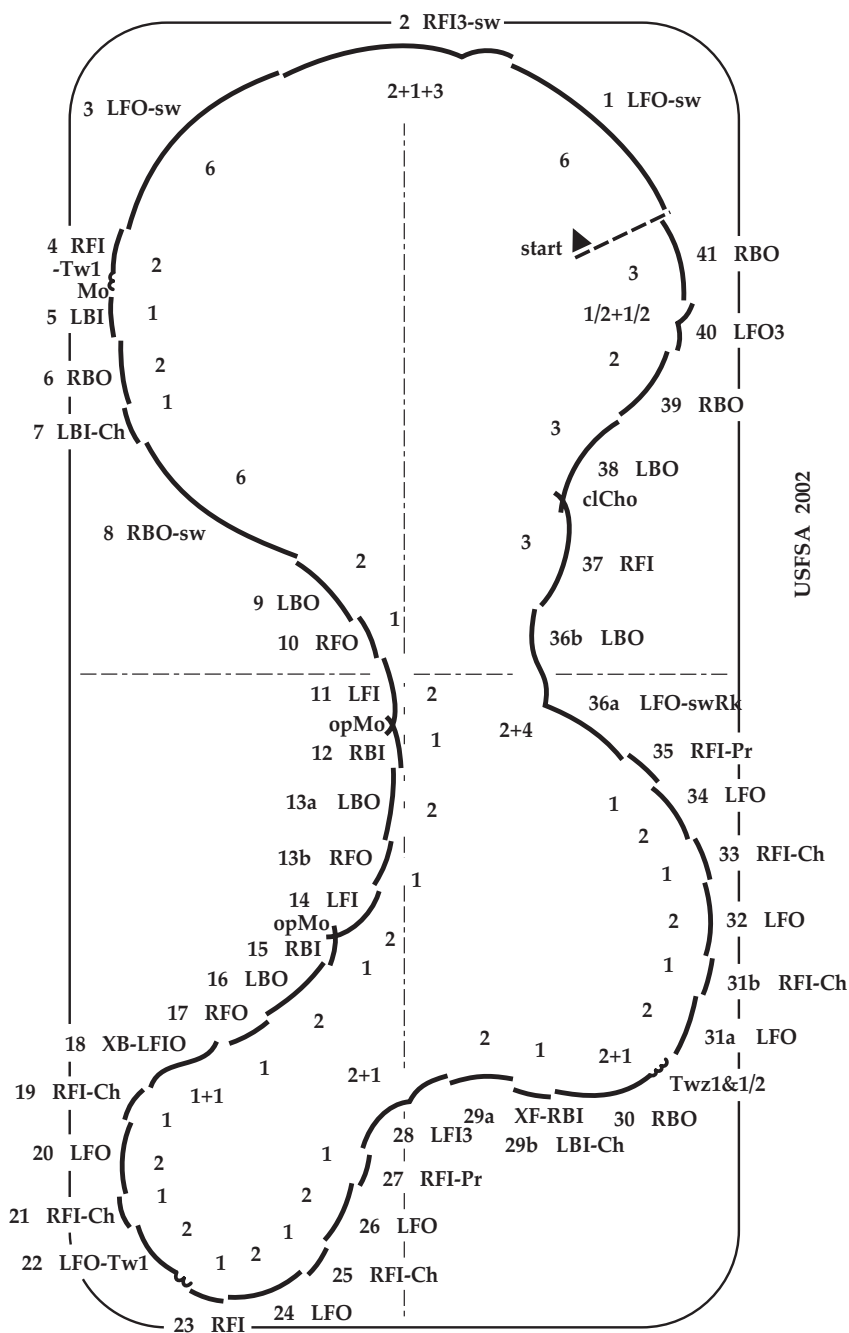 2 RFI3-sw
2+1+3
1 LFO-sw
3 LFO-sw
6
6
start
4 RFI
-Tw1
Mo
2
5 LBI
1
6 RBO
2
1
7 LBI-Ch
6
8 RBO-sw
2
9 LBO
1
10 RFO
11 LFI
2
opMo
1
12 RBI
13a LBO
2
13b RFO
1
14 LFI
opMo
2
15 RBI
1
16 LBO
2
17 RFO
1
18 XB-LFIO
1+1
19 RFI-Ch
1
20 LFO
2
21 RFI-Ch
1
22 LFO-Tw1
2
23 RFI
1
24 LFO
2
25 RFI-Ch
1
26 LFO
2
27 RFI-Pr
1
28 LFI3
2+1
29a XF-RBI
2
29b LBI-Ch
1
30 RBO
2+1
Twz1&1/2
31a LFO
2
31b RFI-Ch
1
32 LFO
2
33 RFI-Ch
1
34 LFO
2
35 RFI-Pr
1
36a LFO-swRk
2+4
36b LBO
37 RFI
3
clCho
38 LBO
3
39 RBO
2
40 LFO3
1/2+1/2
41 RBO
3
USFSA 2002